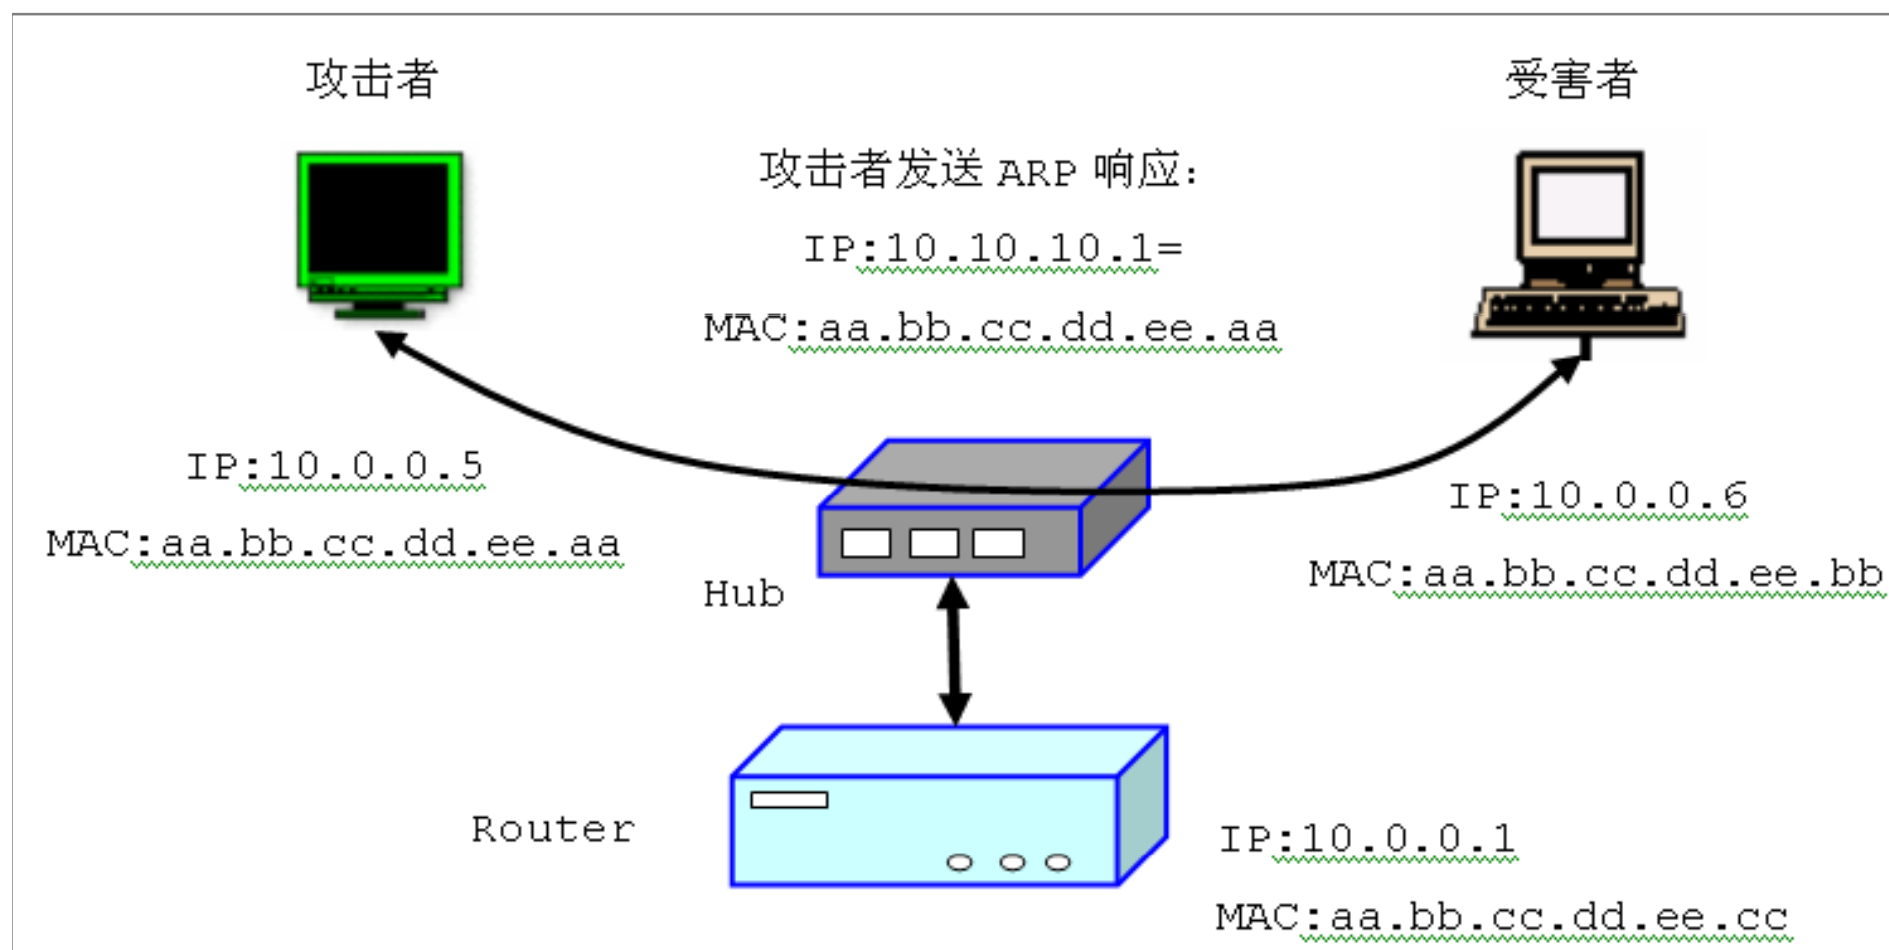 攻击者
受害者
攻击者发送 ARP 响应:
IP:10.10.10.1=
MAC:aa.bb.cc.dd.ee.aa
IP:10.0.0.5
MAC:aa.bb.cc.dd.ee.aa
IP:10.0.0.6
MAC:aa.bb.cc.dd.ee.bb
Hub
Router
IP:10.0.0.1
MAC:aa.bb.cc.dd.ee.cc